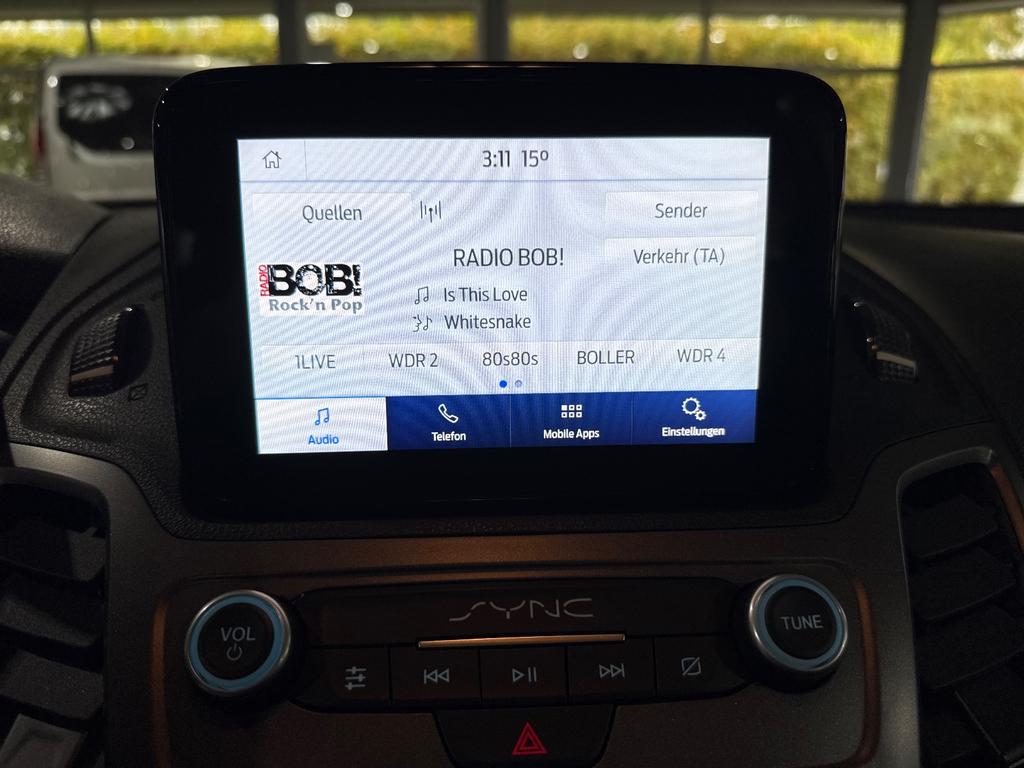 3:11 15º
Quellen
Sender
RADIO BOB!
Verkehr (TA)
RADIO BOB!
Rock'n Pop
Is This Love
Whitesnake
1LIVE WDR 2 80s80s BOLLER WDR 4
Audio Telefon Mobile Apps Einstellungen
SYNC
VOL
TUNE